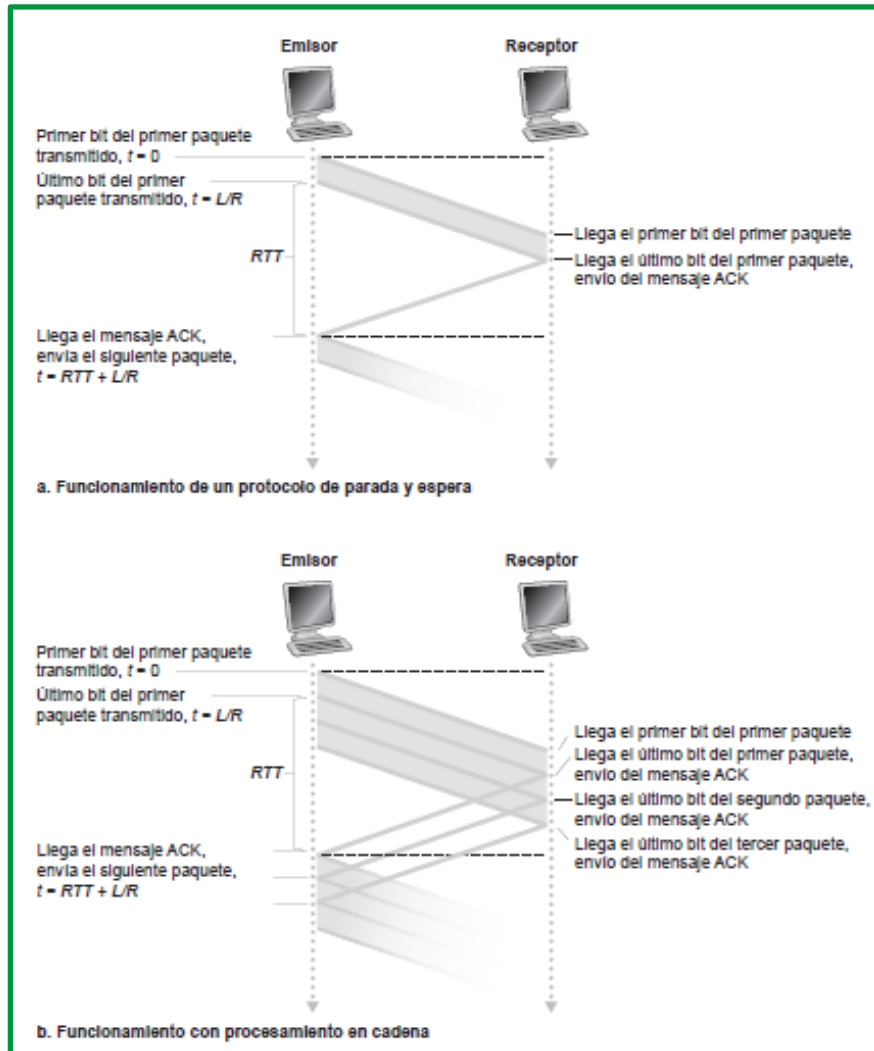 Emisor
Receptor
Primer bit del primer paquete
transmitido, t = 0
Último bit del primer
paquete transmitido, t = L/R
RTT
Llega el primer bit del primer paquete
Llega el último bit del primer paquete,
envío del mensaje ACK
Llega el mensaje ACK,
envía el siguiente paquete,
t = RTT + L/R
a. Funcionamiento de un protocolo de parada y espera
Emisor
Receptor
Primer bit del primer paquete
transmitido, t = 0
Último bit del primer
paquete transmitido, t = L/R
RTT
Llega el primer bit del primer paquete
Llega el último bit del primer paquete,
envío del mensaje ACK
Llega el último bit del segundo paquete,
envío del mensaje ACK
Llega el último bit del tercer paquete,
envío del mensaje ACK
Llega el mensaje ACK,
envía el siguiente paquete,
t = RTT + L/R
b. Funcionamiento con procesamiento en cadena